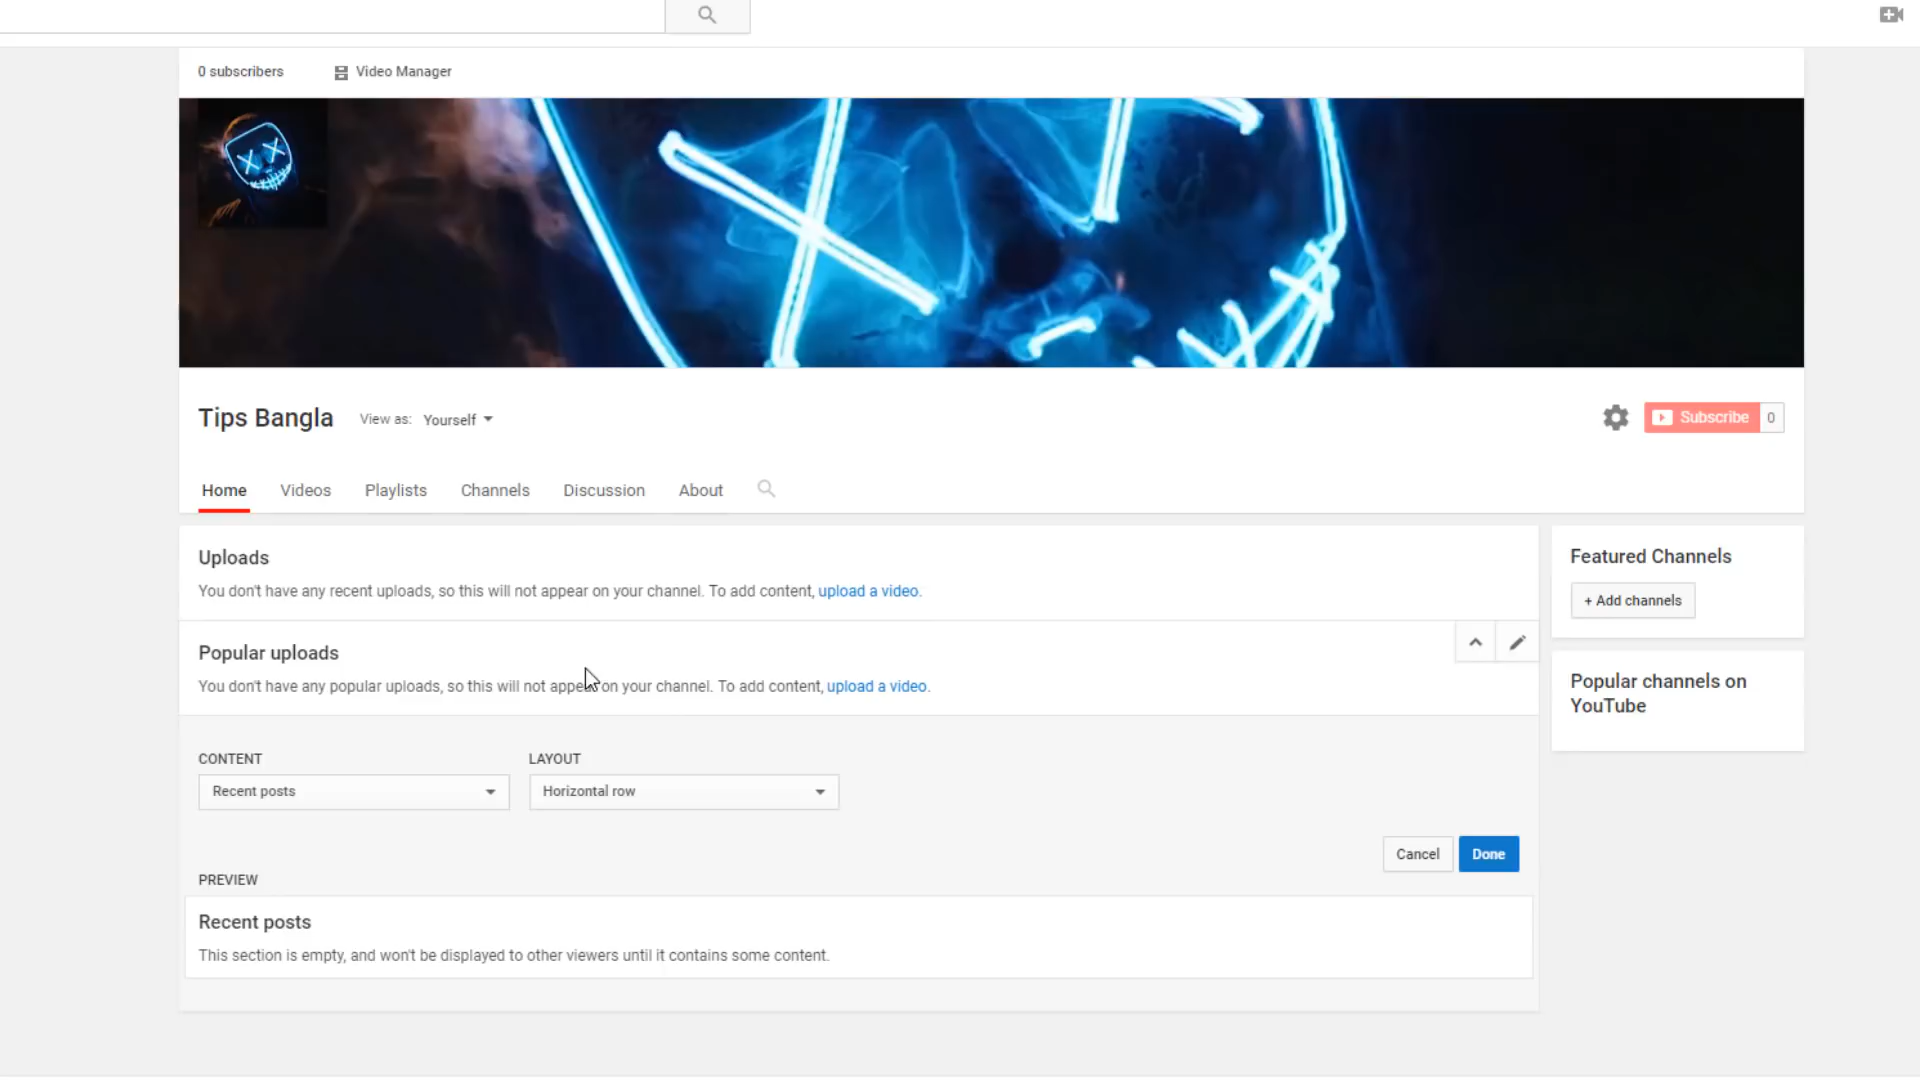 0 subscribers Video Manager
Tips Bangla View as: Yourself
Subscribe 0
Home Videos Playlists Channels Discussion About
Uploads
You don't have any recent uploads, so this will not appear on your channel. To add content, upload a video.
Popular uploads
You don't have any popular uploads, so this will not appear on your channel. To add content, upload a video.
CONTENT LAYOUT
Recent posts Horizontal row
Cancel Done
PREVIEW
Recent posts
This section is empty, and won't be displayed to other viewers until it contains some content.
Featured Channels
+ Add channels
Popular channels on
YouTube